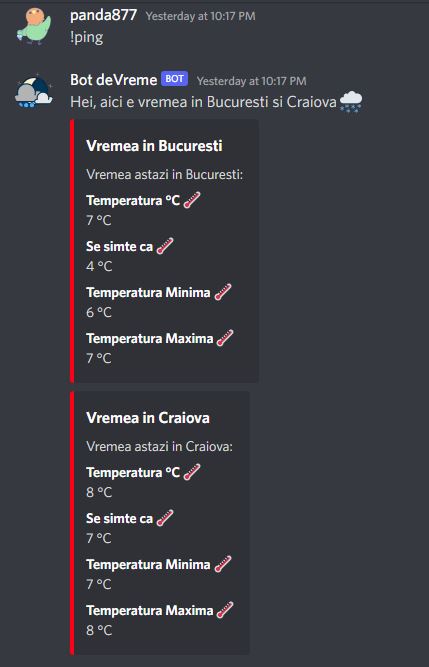 panda877 Yesterday at 10:17 PM
!ping
Bot deVreme BOT Yesterday at 10:17 PM
Hei, aici e vremea in Bucuresti si Craiova
Vremea in Bucuresti
Vremea astazi in Bucuresti:
Temperatura °C
7 °C
Se simte ca
4 °C
Temperatura Minima
6 °C
Temperatura Maxima
7 °C
Vremea in Craiova
Vremea astazi in Craiova:
Temperatura °C
8 °C
Se simte ca
7 °C
Temperatura Minima
7 °C
Temperatura Maxima
8 °C